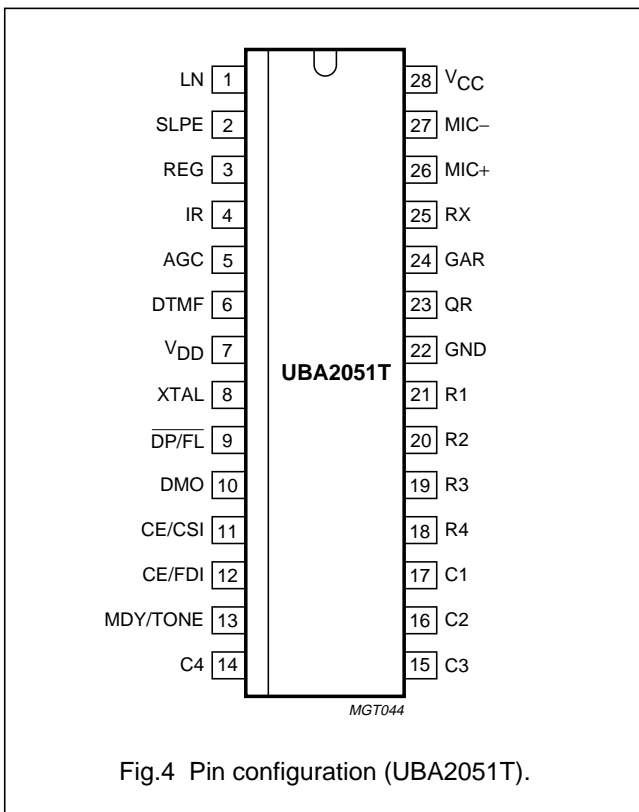 LN 1 28 VCC
SLPE 2 27 MIC−
REG 3 26 MIC+
IR 4 25 RX
AGC 5 24 GAR
DTMF 6 23 QR
VDD 7 22 GND
UBA2051T
XTAL 8 21 R1
DP/FL 9 20 R2
DMO 10 19 R3
CE/CSI 11 18 R4
CE/FDI 12 17 C1
MDY/TONE 13 16 C2
C4 14 15 C3
MGT044
Fig.4 Pin configuration (UBA2051T).